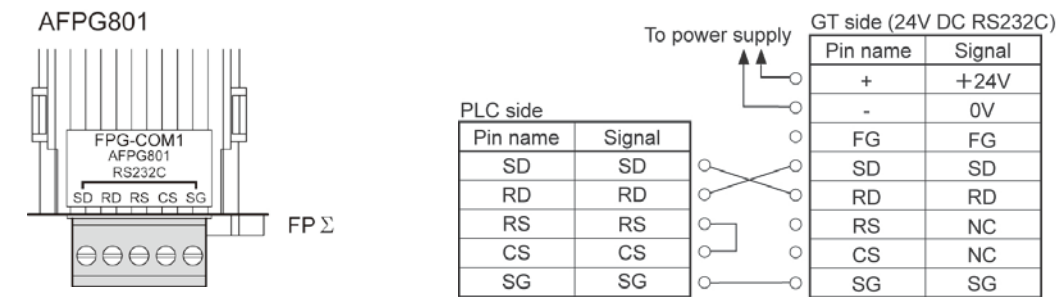 AFPG801
FPG-COM1
AFPG801
RS232C
SD RD RS CS SG
FP Σ
To power supply
PLC side
Pin name Signal
SD SD
RD RD
RS RS
CS CS
SG SG
GT side (24V DC RS232C)
Pin name Signal
+ +24V
- 0V
FG FG
SD SD
RD RD
RS NC
CS NC
SG SG